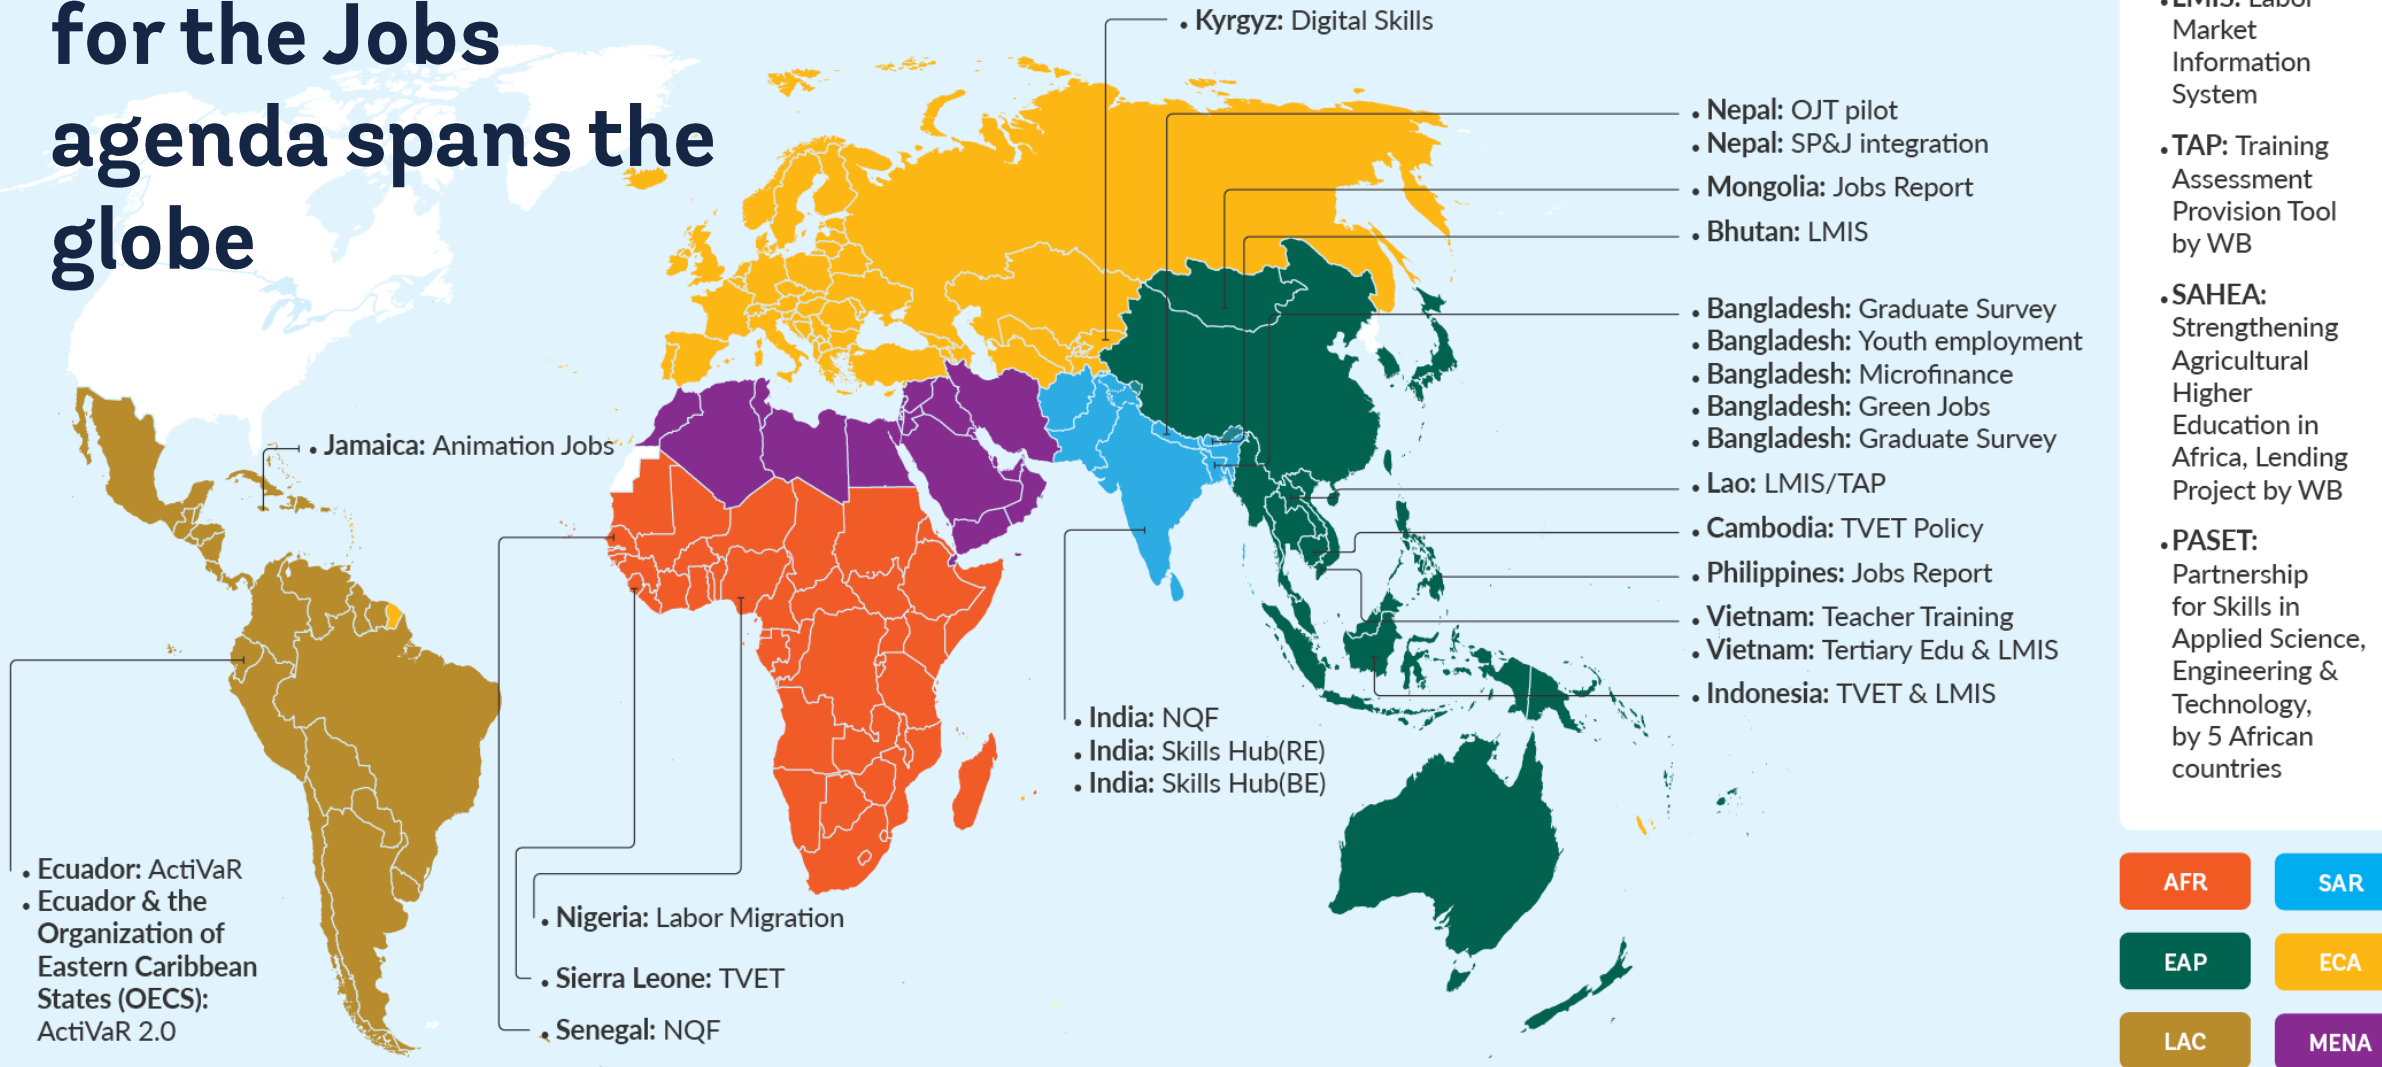 for the Jobs
agenda spans the
globe
Kyrgyz: Digital Skills
• Nepal: OJT pilot
• Nepal: SP&J integration
• Mongolia: Jobs Report
• Bhutan: LMIS
• Bangladesh: Graduate Survey
• Bangladesh: Youth employment
• Bangladesh: Microfinance
• Bangladesh: Green Jobs
• Bangladesh: Graduate Survey
• Lao: LMIS/TAP
• Cambodia: TVET Policy
• Philippines: Jobs Report
• Vietnam: Teacher Training
• Vietnam: Tertiary Edu & LMIS
• Indonesia: TVET & LMIS
• Jamaica: Animation Jobs
• India: NQF
• India: Skills Hub(RE)
• India: Skills Hub(BE)
• Ecuador: ActiVaR
• Ecuador & the
Organization of
Eastern Caribbean
States (OECS):
ActiVaR 2.0
• Nigeria: Labor Migration
• Sierra Leone: TVET
• Senegal: NQF
• LMIS: Labor
Market
Information
System
• TAP: Training
Assessment
Provision Tool
by WB
• SAHEA:
Strengthening
Agricultural
Higher
Education in
Africa, Lending
Project by WB
• PASET:
Partnership
for Skills in
Applied Science,
Engineering &
Technology,
by 5 African
countries
AFR
SAR
EAP
ECA
LAC
MENA